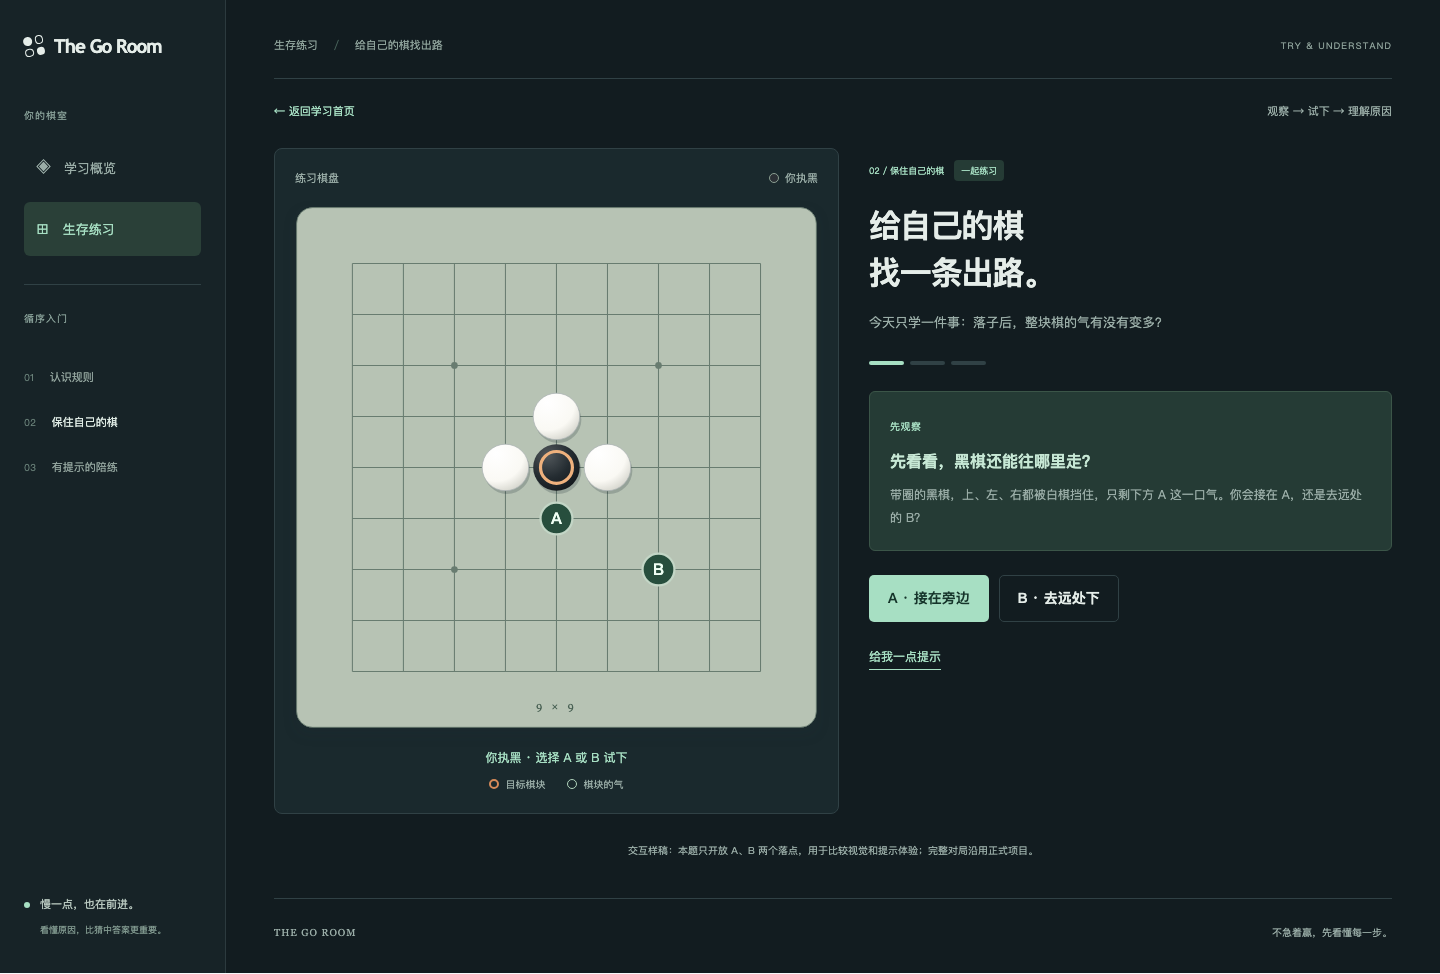 The Go Room
你的棋室
学习概览
生存练习
循序入门
01 认识规则
02 保住自己的棋
03 有提示的陪练
慢一点，也在前进。
看懂原因，比猜中答案更重要。
生存练习 / 给自己的棋找出路
TRY & UNDERSTAND
← 返回学习首页
观察 → 试下 → 理解原因
练习棋盘
你执黑
A
B
9 × 9
你执黑 · 选择 A 或 B 试下
目标棋块
棋块的气
02 / 保住自己的棋
一起练习
给自己的棋
找一条出路。
今天只学一件事：落子后，整块棋的气有没有变多？
先观察
先看看，黑棋还能往哪里走？
带圈的黑棋，上、左、右都被白棋挡住，只剩下方 A 这一口气。你会接在 A，还是去远处
的 B？
A · 接在旁边
B · 去远处下
给我一点提示
交互样稿：本题只开放 A、B 两个落点，用于比较视觉和提示体验；完整对局沿用正式项目。
THE GO ROOM
不急着赢，先看懂每一步。